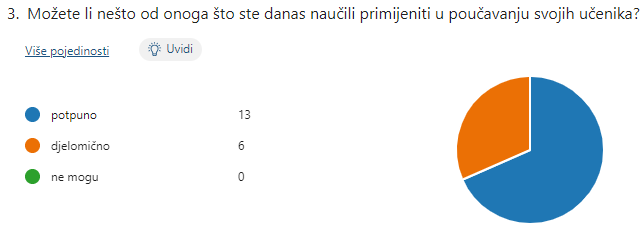 3. Možete li nešto od onoga što ste danas naučili primijeniti u poučavanju svojih učenika?
Više pojedinosti
Uvidi
potpuno 13
djelomično 6
ne mogu 0